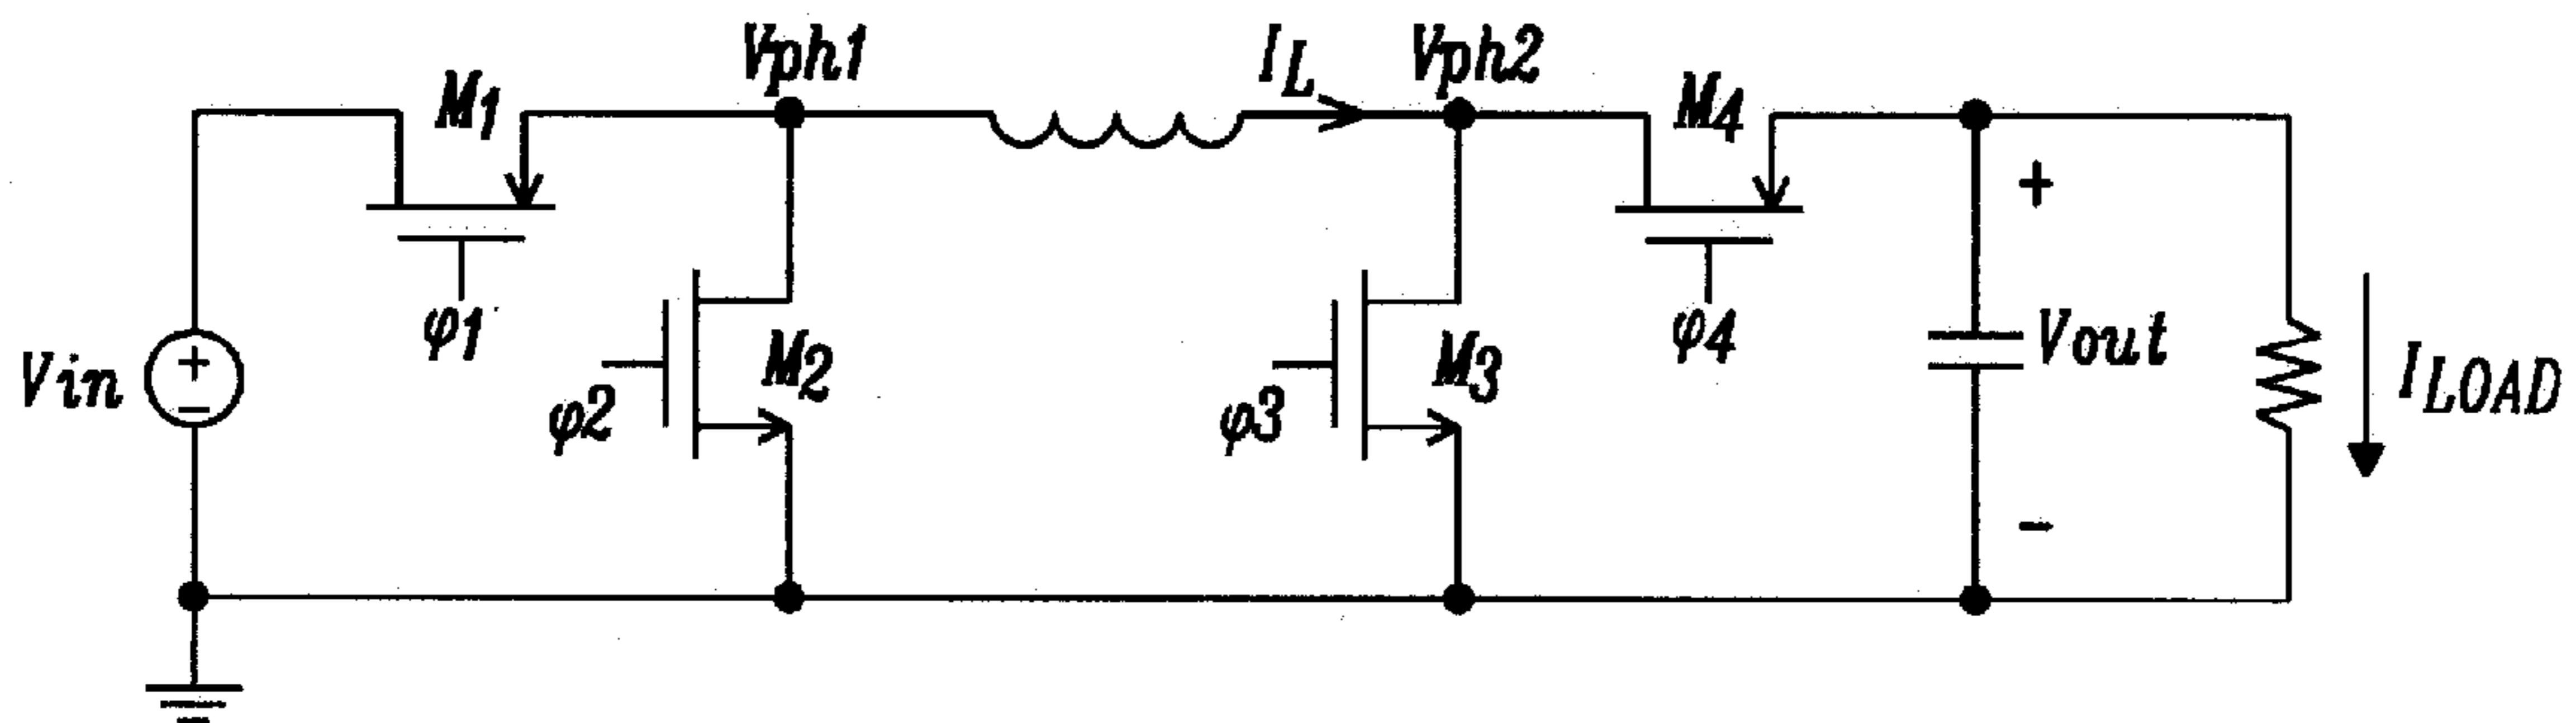 Vph1
I_L
Vph2
M1
M4
φ1
φ4
+
Vin
+
−
M2
φ2
M3
φ3
Vout
I_LOAD
−